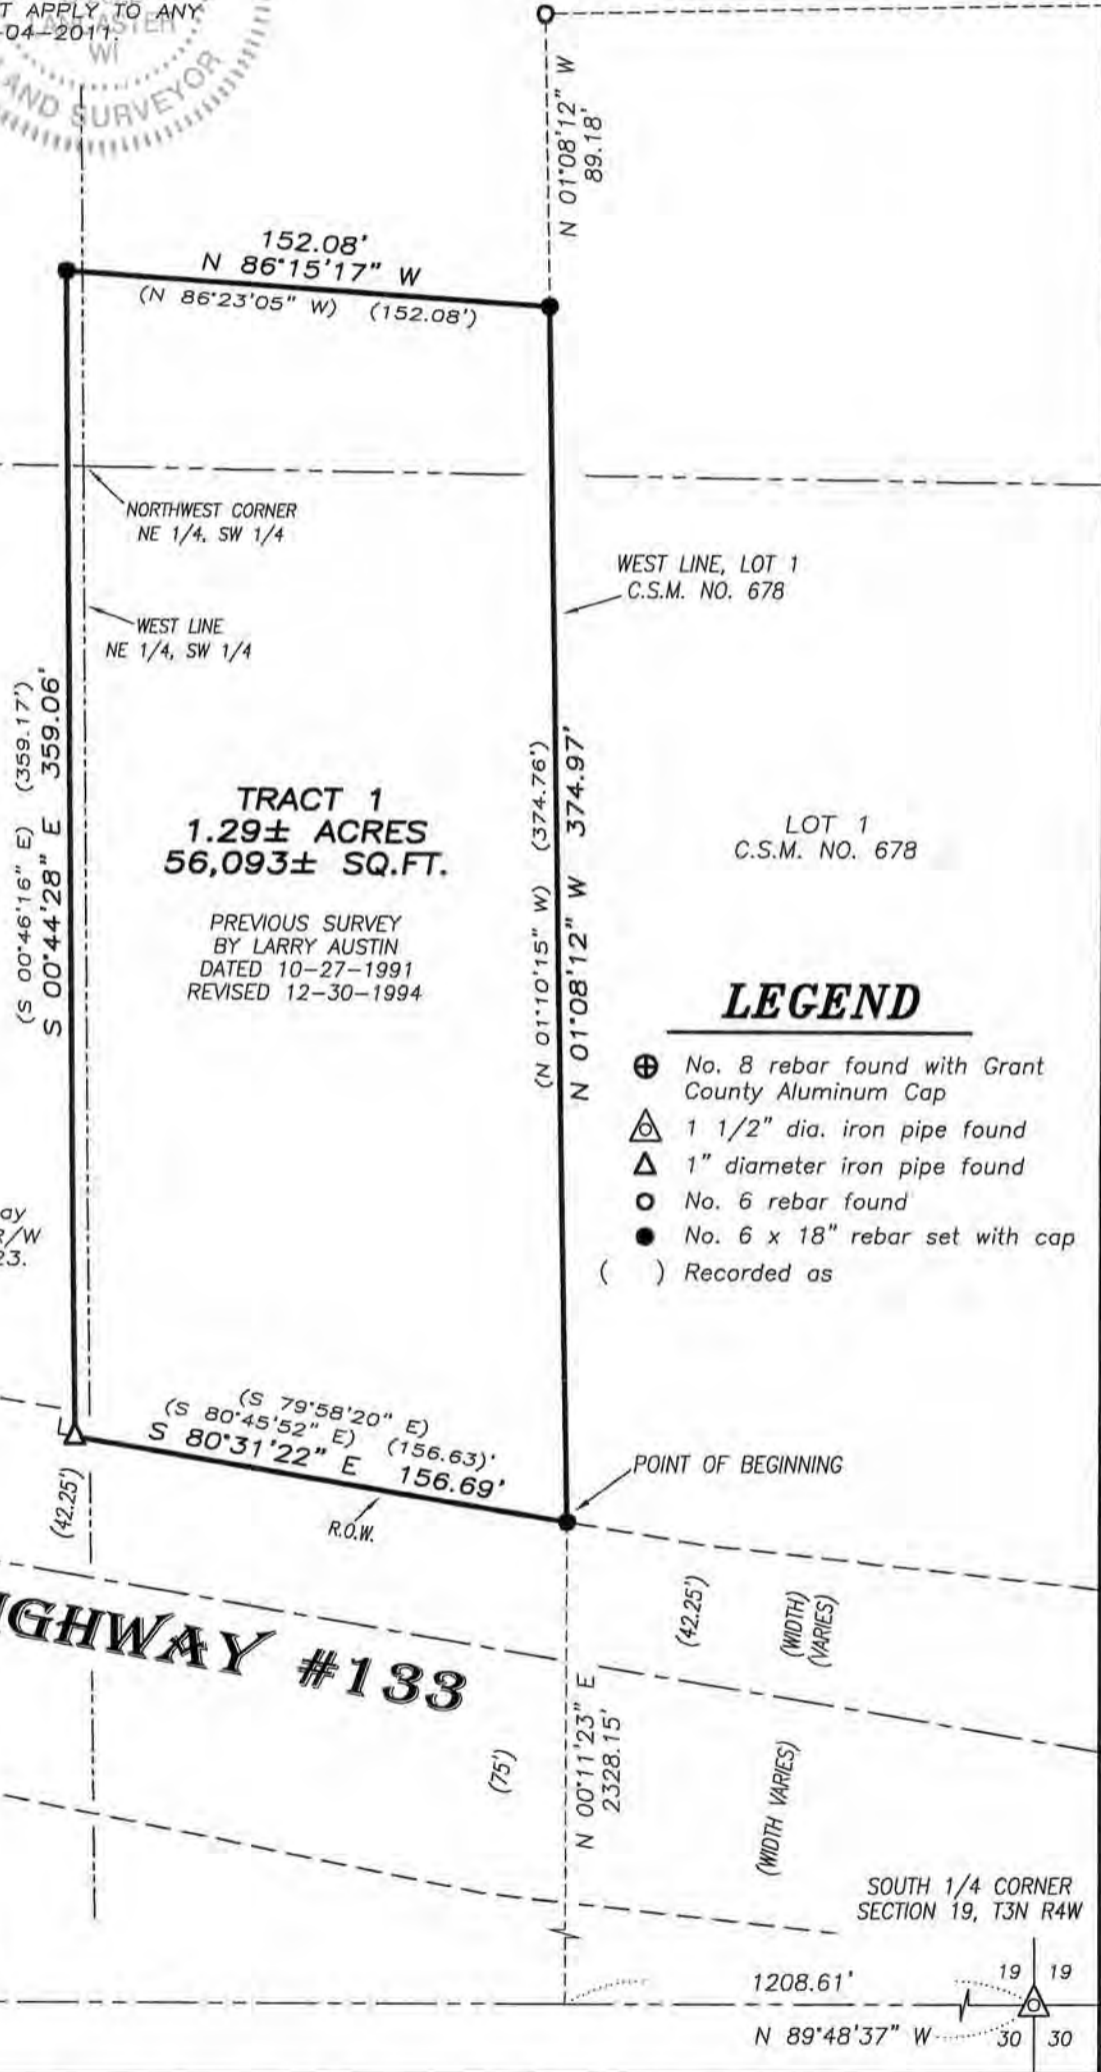 T APPLY TO ANY
-04-2011.
ANCASTER
WI
AND SURVEYOR
N 01°08'12" W
89.18'
152.08'
N 86°15'17" W
(N 86°23'05" W) (152.08')
NORTHWEST CORNER
NE 1/4, SW 1/4
WEST LINE, LOT 1
C.S.M. NO. 678
WEST LINE
NE 1/4, SW 1/4
(S 00°46'16" E) (359.17')
S 00°44'28" E 359.06'
TRACT 1
1.29± ACRES
56,093± SQ.FT.
PREVIOUS SURVEY
BY LARRY AUSTIN
DATED 10-27-1991
REVISED 12-30-1994
(N 01°10'15" W) (374.76')
N 01°08'12" W 374.97'
LOT 1
C.S.M. NO. 678
LEGEND
No. 8 rebar found with Grant
County Aluminum Cap
1 1/2" dia. iron pipe found
1" diameter iron pipe found
No. 6 rebar found
No. 6 x 18" rebar set with cap
( ) Recorded as
ay
R/W
23.
(S 79°58'20" E)
(S 80°45'52" E) (156.63)'
S 80°31'22" E 156.69'
R.O.W.
POINT OF BEGINNING
(42.25')
(42.25')
(WIDTH)
(VARIES)
IGHWAY #133
(75')
N 00°11'23" E
2328.15'
(WIDTH VARIES)
SOUTH 1/4 CORNER
SECTION 19, T3N R4W
1208.61'
19 19
N 89°48'37" W
30 30